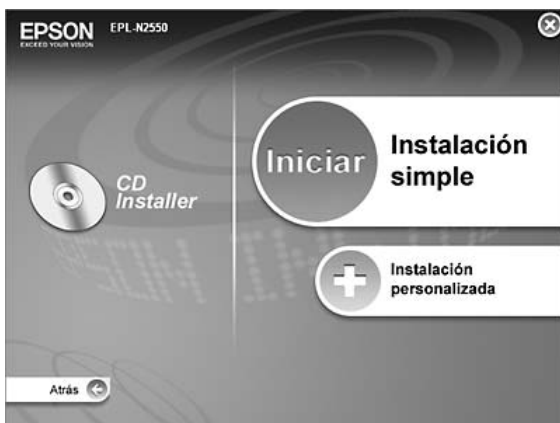 EPSON
EXCEED YOUR VISION
EPL-N2550
CD
Installer
Iniciar
Instalación
simple
Instalación
personalizada
Atrás